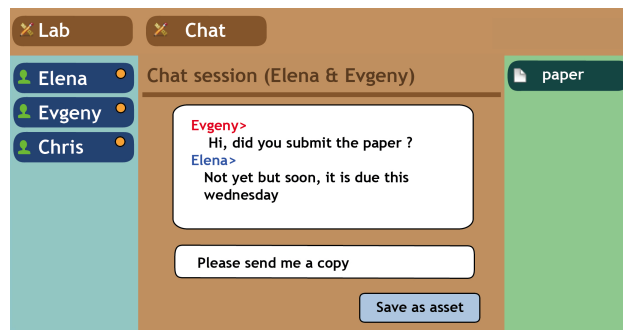 Lab
Chat
Elena
Evgeny
Chris
Chat session (Elena & Evgeny)
Evgeny>
Hi, did you submit the paper ?
Elena>
Not yet but soon, it is due this
wednesday
Please send me a copy
Save as asset
paper